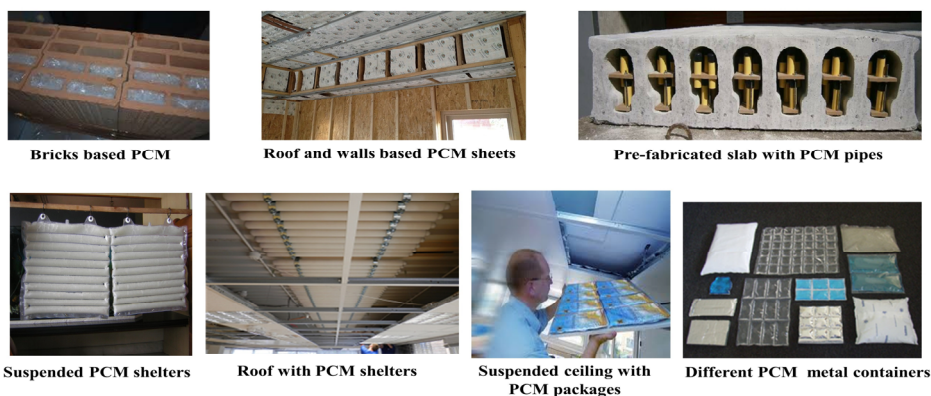 Bricks based PCM
Roof and walls based PCM sheets
Pre-fabricated slab with PCM pipes
Suspended PCM shelters
Roof with PCM shelters
Suspended ceiling with
PCM packages
Different PCM metal containers